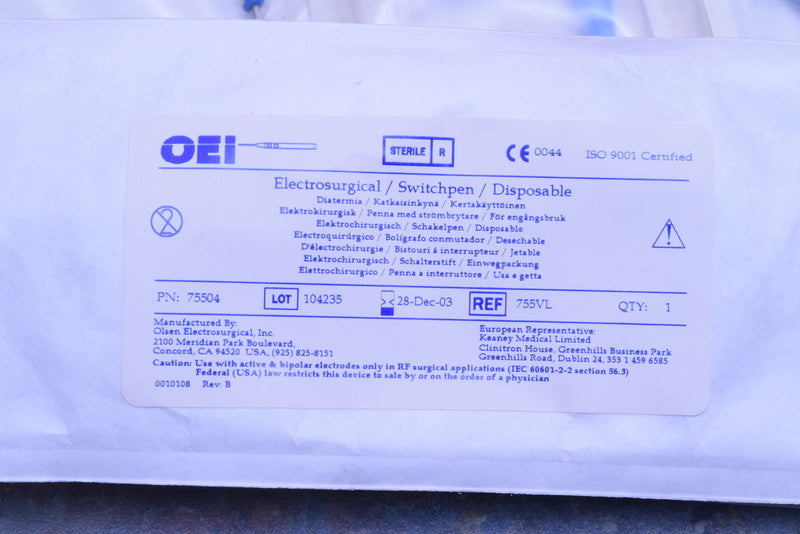 OEI
STERILE R
CE 0044
ISO 9001 Certified
Electrosurgical / Switchpen / Disposable
Diatermia / Katkaisinkynä / Kertakäyttöinen
Elektrokirurgisk / Penna med strömbrytare / För engångsbruk
Elektrochirurgisch / Schakelpen / Disposable
Electroquirúrgico / Bolígrafo conmutador / Desechable
D'électrochirurgie / Bistouri á interrupteur / Jetable
Elektrochirurgisch / Schalterstift / Einwegpackung
Elettrochirurgico / Penna a interruttore / Usa e getta
2
!
PN: 75504
LOT 104235
> < 28-Dec-03
REF 755VL
QTY: 1
Manufactured By:
Olsen Electrosurgical, Inc.
2100 Meridian Park Boulevard,
Concord, CA 94520 USA, (925) 825-8151
European Representative:
Keaney Medical Limited
Clinitron House, Greenhills Business Park
Greenhills Road, Dublin 24, 353 1 459 6585
Caution: Use with active & bipolar electrodes only in RF surgical applications (IEC 60601-2-2 section 56.3)
Federal (USA) law restricts this device to sale by or on the order of a physician
0010108 Rev: B